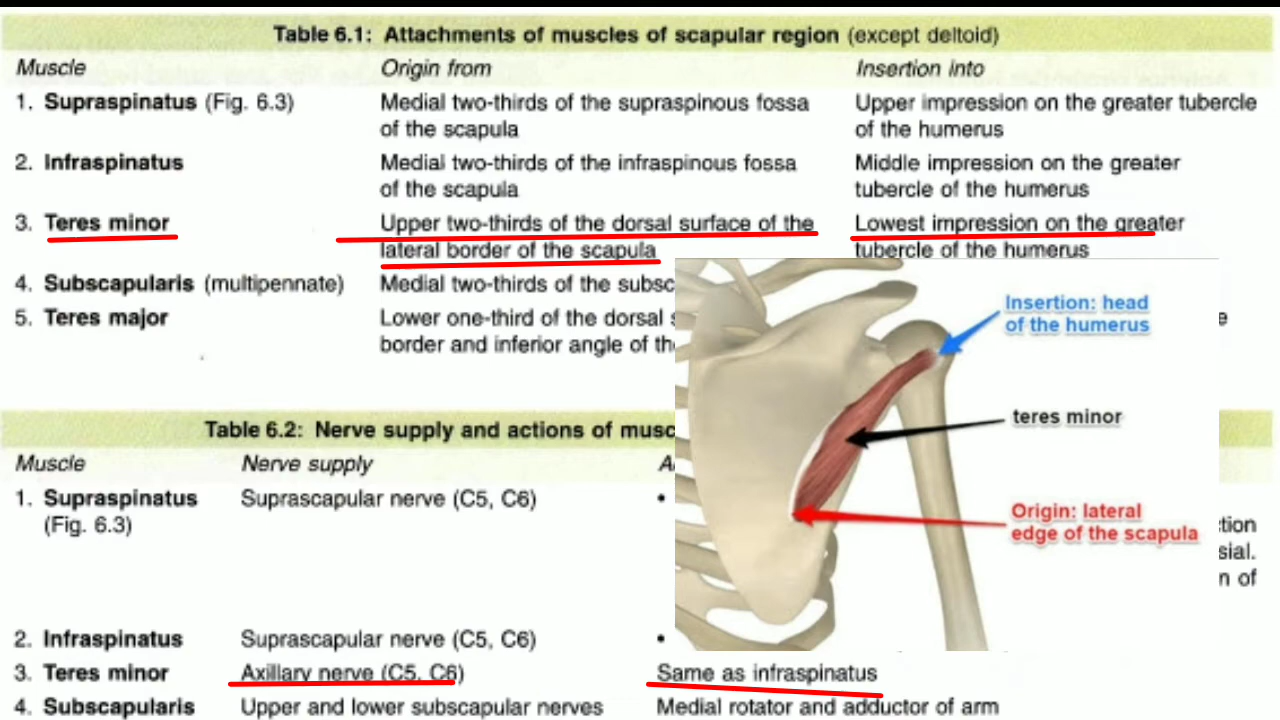 Table 6.1: Attachments of muscles of scapular region (except deltoid)
Muscle Origin from Insertion into
1. Supraspinatus (Fig. 6.3) Medial two-thirds of the supraspinous fossa of the scapula Upper impression on the greater tubercle of the humerus
2. Infraspinatus Medial two-thirds of the infraspinous fossa of the scapula Middle impression on the greater tubercle of the humerus
3. Teres minor Upper two-thirds of the dorsal surface of the lateral border of the scapula Lowest impression on the greater tubercle of the humerus
4. Subscapularis (multipennate) Medial two-thirds of the subsc
5. Teres major Lower one-third of the dorsal
border and inferior angle of th
Insertion: head
of the humerus
teres minor
Origin: lateral
edge of the scapula
Table 6.2: Nerve supply and actions of musc
Muscle Nerve supply A
1. Supraspinatus Suprascapular nerve (C5, C6) •
(Fig. 6.3)
tion
sial.
n of
2. Infraspinatus Suprascapular nerve (C5, C6) •
3. Teres minor Axillary nerve (C5, C6) Same as infraspinatus
4. Subscapularis Upper and lower subscapular nerves Medial rotator and adductor of arm